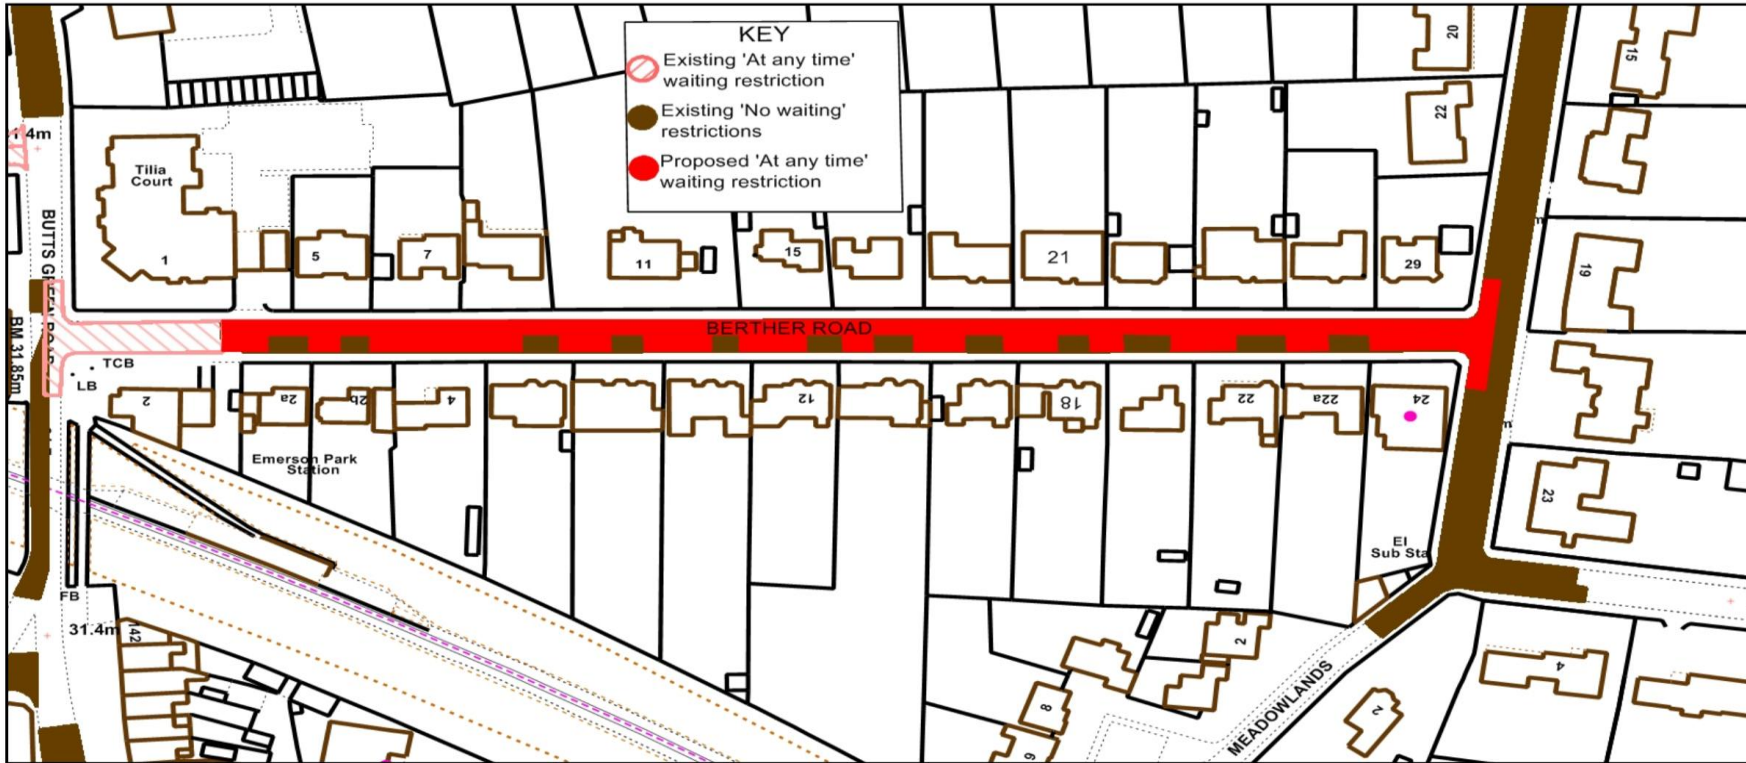 KEY
Existing 'At any time'
waiting restriction
Existing 'No waiting'
restrictions
Proposed 'At any time'
waiting restriction
20
15
22
Tilia
Court
1
5
7
11
15
21
29
19
BUTTS GREEN ROAD
BM 31.85m
BERTHER ROAD
TCB
LB
2
2a
2b
4
12
18
22
22a
24
Emerson Park
Station
23
El
Sub Sta
FB
31.4m
142
2
4
8
9
2
MEADOWLANDS